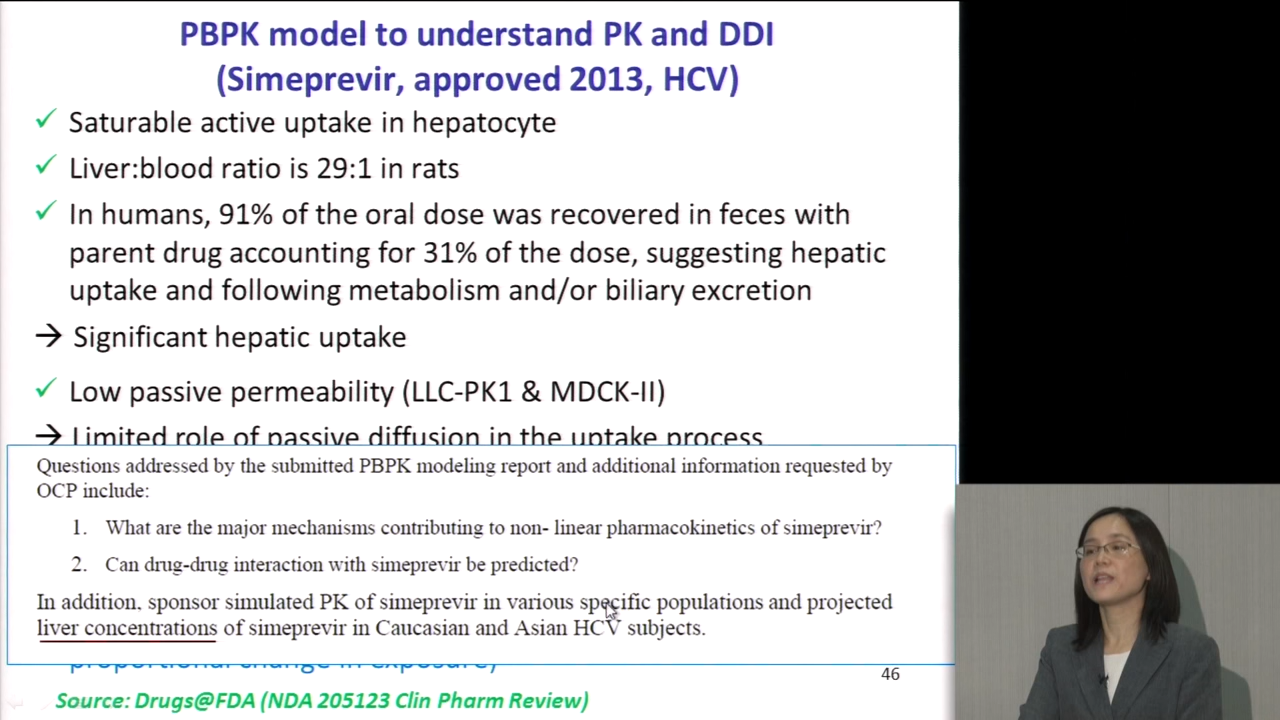 PBPK model to understand PK and DDI
(Simeprevir, approved 2013, HCV)
✓ Saturable active uptake in hepatocyte
✓ Liver:blood ratio is 29:1 in rats
✓ In humans, 91% of the oral dose was recovered in feces with
parent drug accounting for 31% of the dose, suggesting hepatic
uptake and following metabolism and/or biliary excretion
→ Significant hepatic uptake
✓ Low passive permeability (LLC-PK1 & MDCK-II)
→ Limited role of passive diffusion in the uptake process
Questions addressed by the submitted PBPK modeling report and additional information requested by
OCP include:
1. What are the major mechanisms contributing to non- linear pharmacokinetics of simeprevir?
2. Can drug-drug interaction with simeprevir be predicted?
In addition, sponsor simulated PK of simeprevir in various specific populations and projected
liver concentrations of simeprevir in Caucasian and Asian HCV subjects.
proportional change in exposure)
46
Source: Drugs@FDA (NDA 205123 Clin Pharm Review)